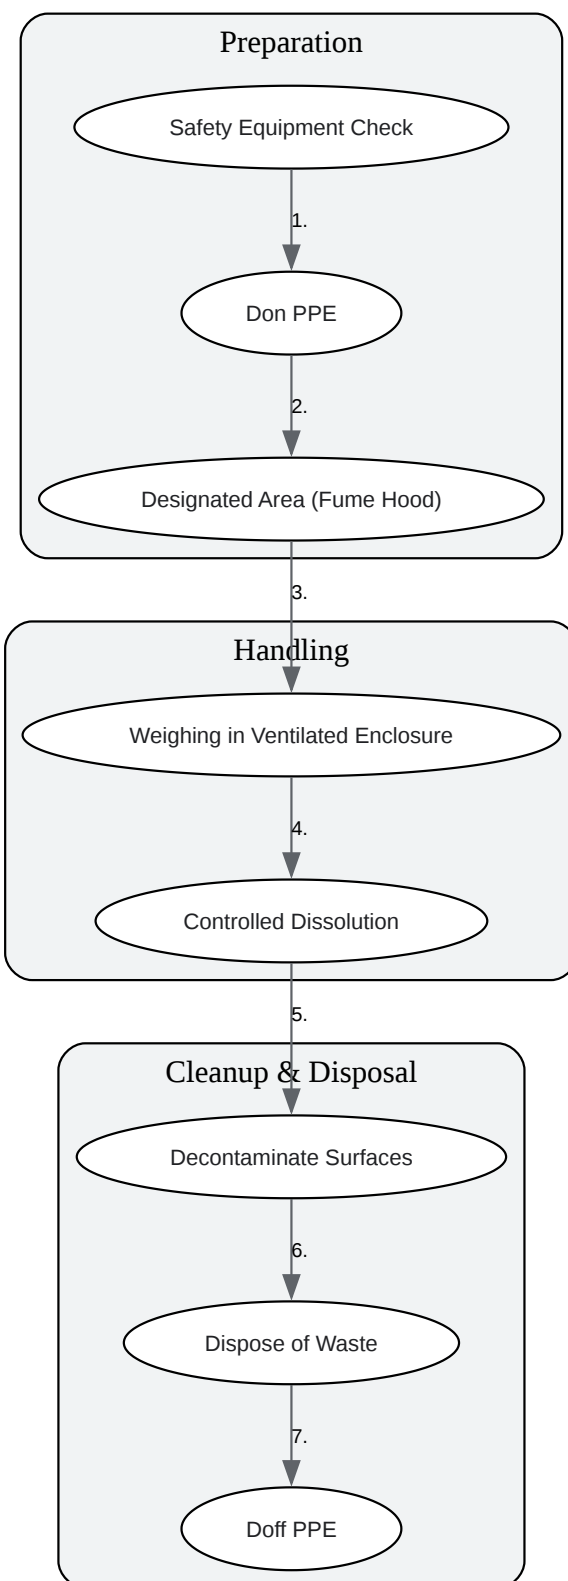 Preparation
Safety Equipment Check
1.
Don PPE
2.
Designated Area (Fume Hood)
3.
Handling
Weighing in Ventilated Enclosure
4.
Controlled Dissolution
5.
Cleanup & Disposal
Decontaminate Surfaces
6.
Dispose of Waste
7.
Doff PPE